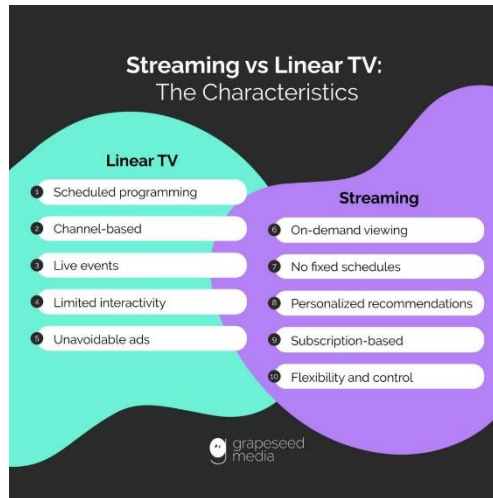 Streaming vs Linear TV:
The Characteristics
Linear TV
1 Scheduled programming
2 Channel-based
3 Live events
4 Limited interactivity
5 Unavoidable ads
Streaming
6 On-demand viewing
7 No fixed schedules
8 Personalized recommendations
9 Subscription-based
10 Flexibility and control
grapeseed
media